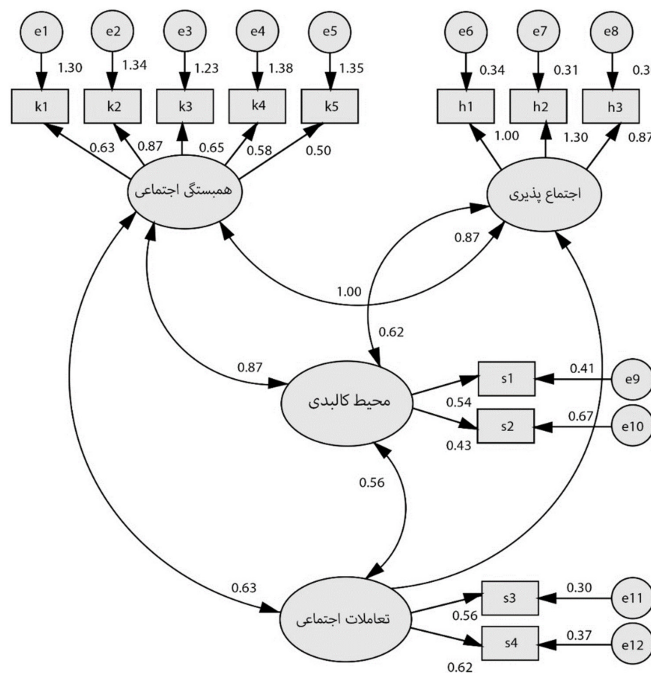 e1 e2 e3 e4 e5 e6 e7 e8
1.30 1.34 1.23 1.38 1.35 0.34 0.31 0.3
k1 k2 k3 k4 k5 h1 h2 h3
0.63 0.87 0.65 0.58 0.50 1.00 1.30 0.87
همبستگی اجتماعی
اجتماع پذیری
0.87
1.00
0.62
0.87
محیط کالبدی
s1 0.41 e9
0.54
s2 0.67 e10
0.43
0.56
0.63
تعاملات اجتماعی
s3 0.30 e11
0.56
s4 0.37 e12
0.62